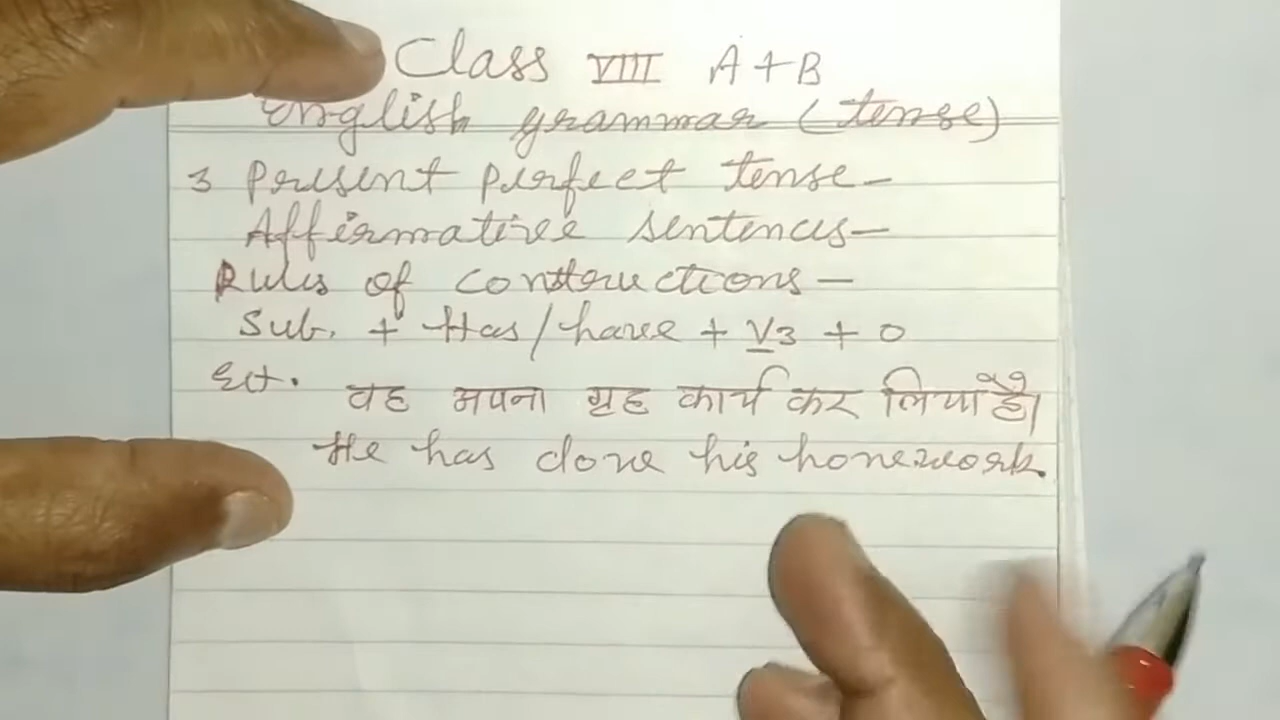 Class VIII A+B
English grammar (tense)
3 Present perfect tense-
Affirmative sentences-
Rules of constructions-
Sub. + Has/have + V3 + O
Ex.
वह अपना ग्रह कार्य कर लिया है।
He has done his homework.